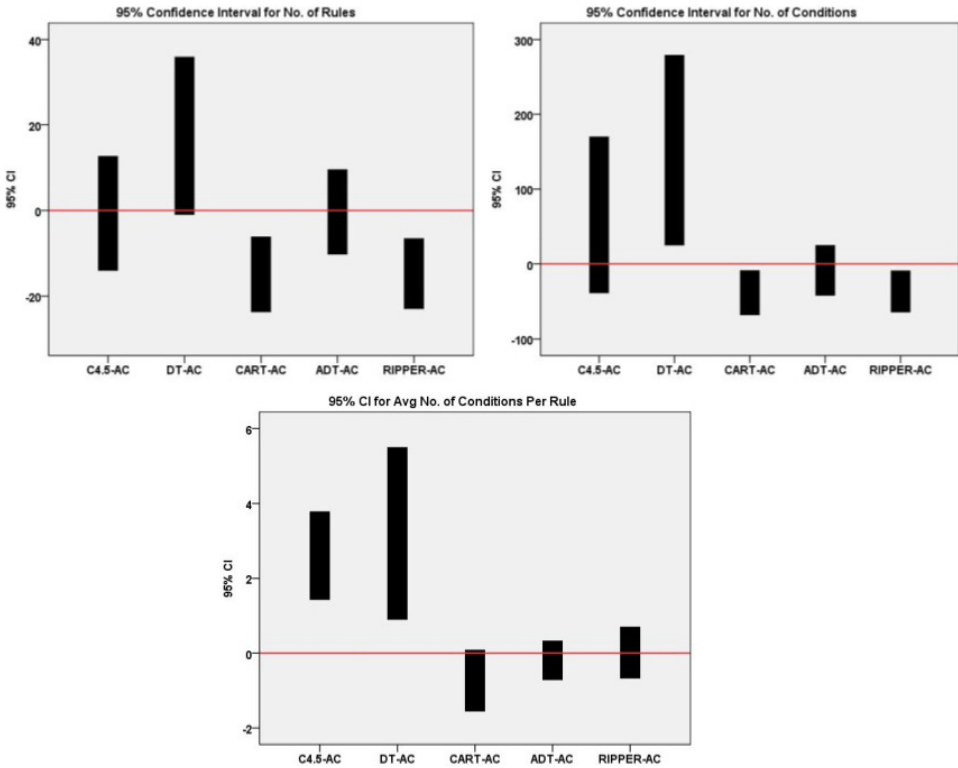 95% Confidence Interval for No. of Rules
40
20
0
-20
95% CI
C4.5-AC DT-AC CART-AC ADT-AC RIPPER-AC
95% Confidence Interval for No. of Conditions
300
200
100
0
-100
95% CI
C4.5-AC DT-AC CART-AC ADT-AC RIPPER-AC
95% CI for Avg No. of Conditions Per Rule
6
4
2
0
-2
95% CI
C4.5-AC DT-AC CART-AC ADT-AC RIPPER-AC